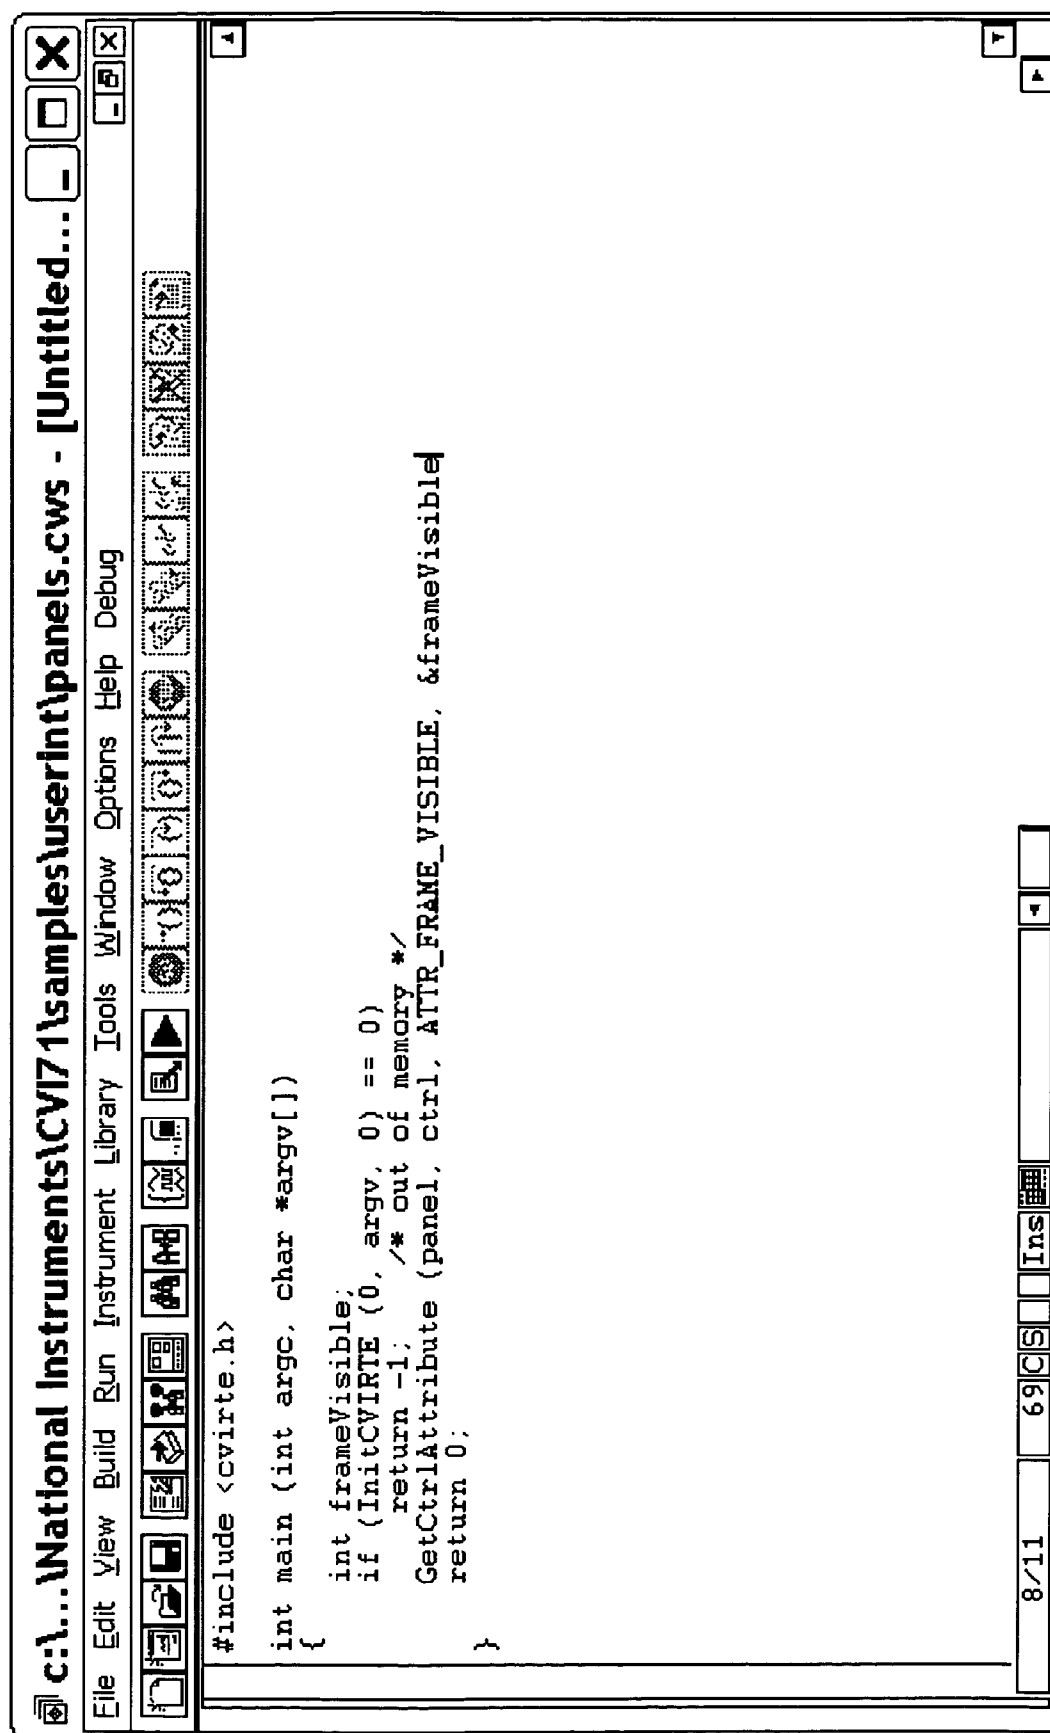 c:\...\National Instruments\CVI71\samples\userint\panels.cws - [Untitled...
File Edit View Build Run Instrument Library Tools Window Options Help Debug
#include <cvirte.h>
int main (int argc, char *argv[])
{
int frameVisible;
if (InitCVIRTE (0, argv, 0) == 0)
return -1; /* out of memory */
GetCtrlAttribute (panel, ctrl, ATTR_FRAME_VISIBLE, &frameVisible
return 0;
}
8/11 69 C S Ins